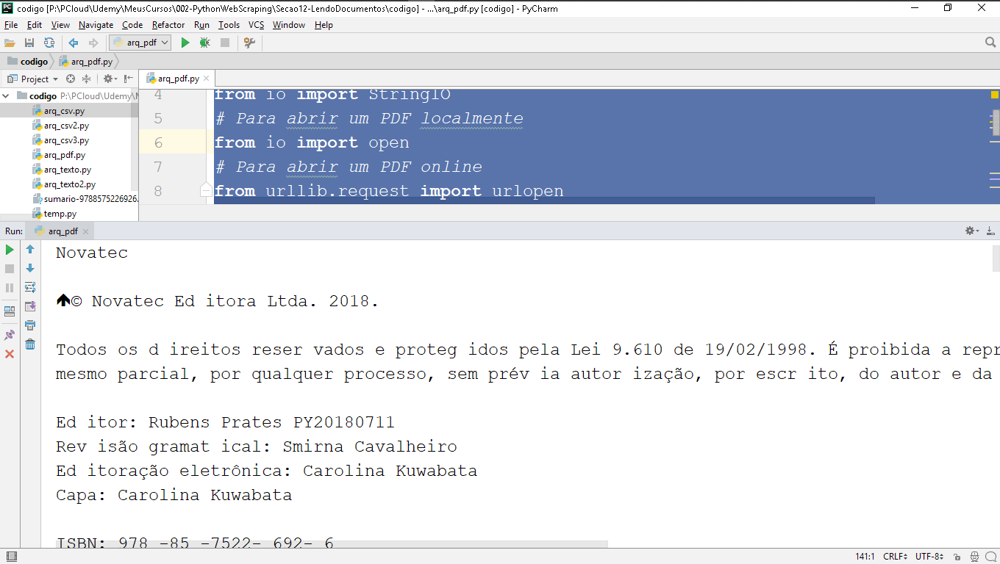 codigo [P:\PCloud\Udemy\MeusCursos\002-PythonWebScraping\Secao12-LendoDocumentos\codigo] - ...\arq_pdf.py [codigo] - PyCharm
File Edit View Navigate Code Refactor Run Tools VCS Window Help
arq_pdf
codigo arq_pdf.py
Project arq_pdf.py
codigo P:\PCloud\Udemy\M
arq_csv.py
arq_csv2.py
arq_csv3.py
arq_pdf.py
arq_texto.py
arq_texto2.py
sumario-9788575226926.
temp.py
4 from io import StringIO
5 # Para abrir um PDF localmente
6 from io import open
7 # Para abrir um PDF online
8 from urllib.request import urlopen
Run: arq_pdf
Novatec
© Novatec Ed itora Ltda. 2018.
Todos os d ireitos reser vados e proteg idos pela Lei 9.610 de 19/02/1998. É proibida a repr
mesmo parcial, por qualquer processo, sem prév ia autor ização, por escr ito, do autor e da
Ed itor: Rubens Prates PY20180711
Rev isão gramat ical: Smirna Cavalheiro
Ed itoração eletrônica: Carolina Kuwabata
Capa: Carolina Kuwabata
ISBN: 978 -85 -7522- 692- 6
141:1 CRLF UTF-8